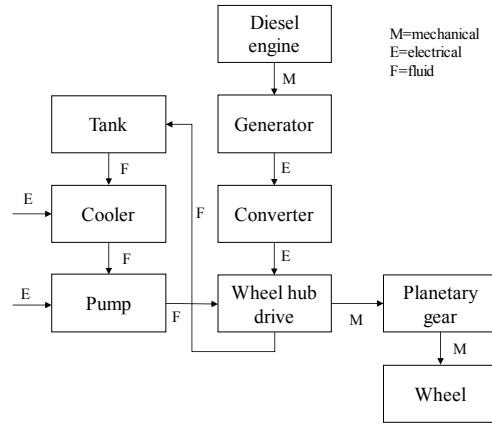 Diesel
engine
M=mechanical
E=electrical
F=fluid
M
Tank
Generator
F
E
E
F
Cooler
Converter
F
E
E
Pump
F
Wheel hub
drive
M
Planetary
gear
M
Wheel